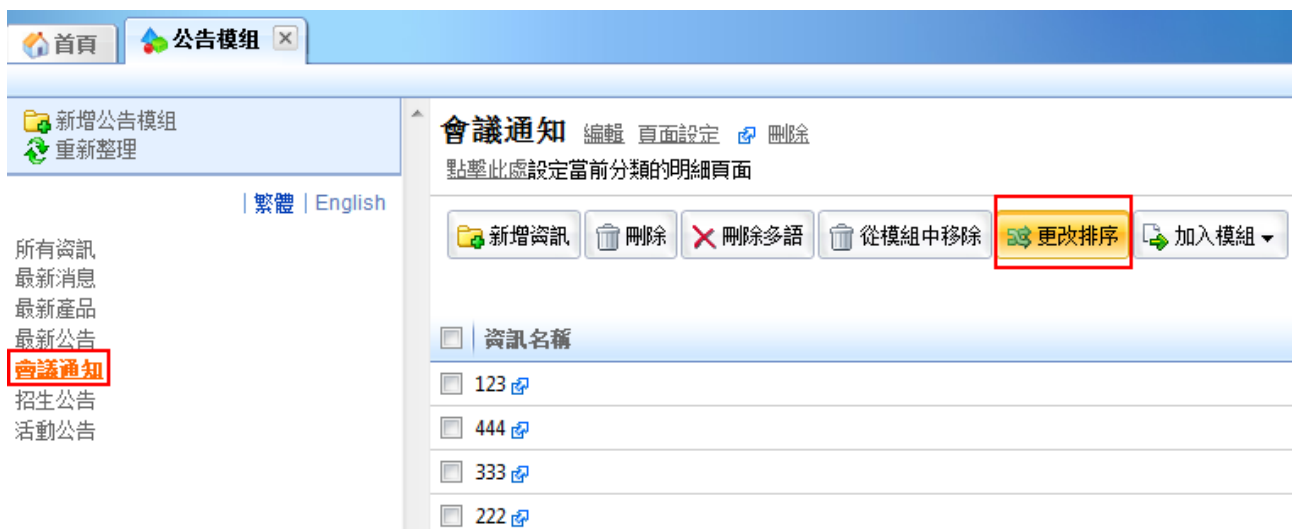 首頁 公告模组
新增公告模组
重新整理
|繁體|English
所有資訊
最新消息
最新產品
最新公告
會議通知
招生公告
活動公告
會議通知 編輯 頁面設定 刪除
點擊此處設定當前分類的明細頁面
新增資訊 刪除 刪除多語 從模組中移除 更改排序 加入模組
資訊名稱
123
444
333
222